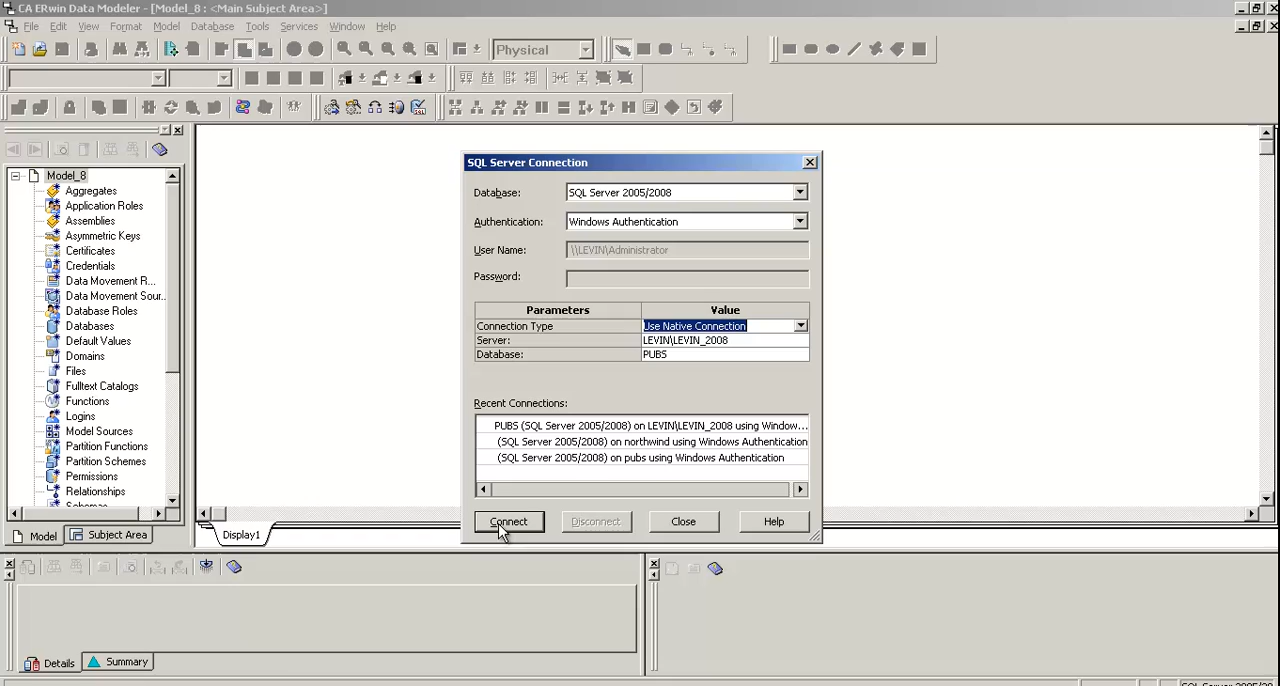 CA ERwin Data Modeler - [Model_8 : <Main Subject Area>]
File Edit View Format Model Database Tools Services Window Help
Physical
Model_8
Aggregates
Application Roles
Assemblies
Asymmetric Keys
Certificates
Credentials
Data Movement R...
Data Movement Sour..
Database Roles
Databases
Default Values
Domains
Files
Fulltext Catalogs
Functions
Logins
Model Sources
Partition Functions
Partition Schemes
Permissions
Relationships
Model Subject Area
Display1
SQL Server Connection
Database: SQL Server 2005/2008
Authentication: Windows Authentication
User Name: \\LEVIN\Administrator
Password:
Parameters Value
Connection Type Use Native Connection
Server: LEVIN\LEVIN_2008
Database: PUBS
Recent Connections:
PUBS (SQL Server 2005/2008) on LEVIN\LEVIN_2008 using Window...
(SQL Server 2005/2008) on northwind using Windows Authentication
(SQL Server 2005/2008) on pubs using Windows Authentication
Connect Disconnect Close Help
Details Summary